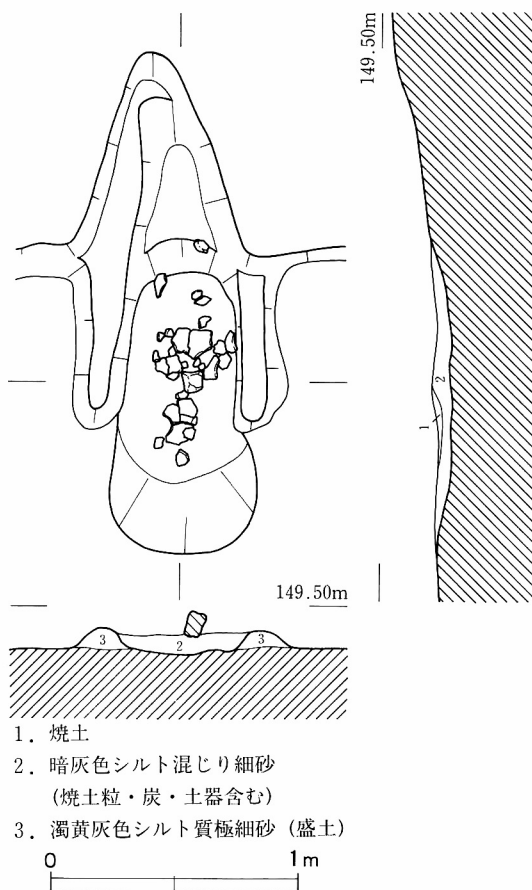 149.50m
2
1
149.50m
3
2
3
1. 焼土
2. 暗灰色シルト混じり細砂
(焼土粒・炭・土器含む)
3. 濁黄灰色シルト質極細砂 (盛土)
0 1m